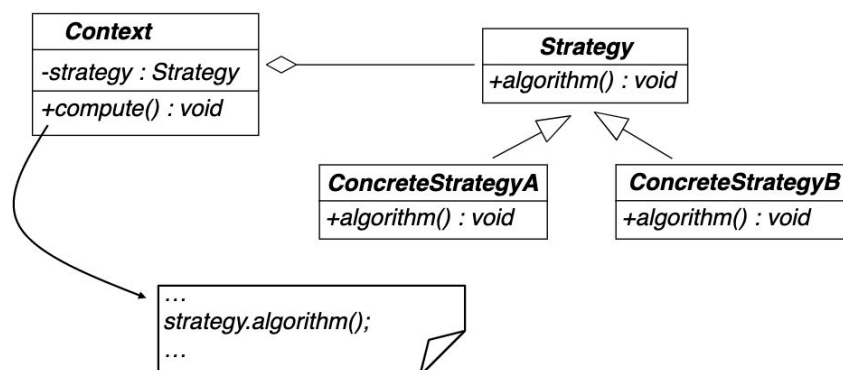 Context
-strategy : Strategy
+compute() : void
Strategy
+algorithm() : void
ConcreteStrategyA
+algorithm() : void
ConcreteStrategyB
+algorithm() : void
…
strategy.algorithm();
…